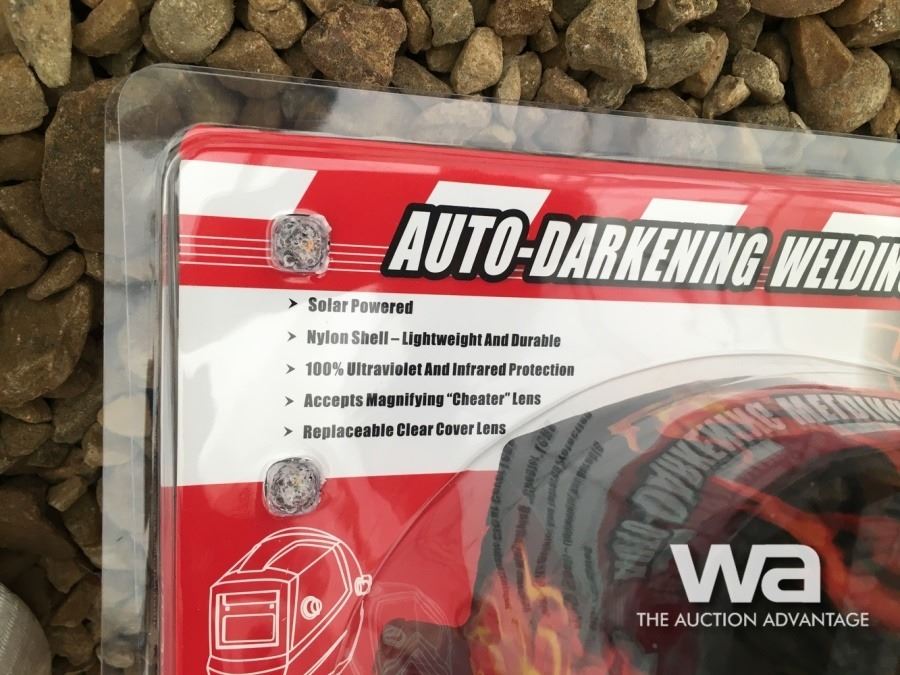 AUTO-DARKENING WELDING
➤ Solar Powered
➤ Nylon Shell – Lightweight And Durable
➤ 100% Ultraviolet And Infrared Protection
➤ Accepts Magnifying "Cheater" Lens
➤ Replaceable Clear Cover Lens
wa
THE AUCTION ADVANTAGE